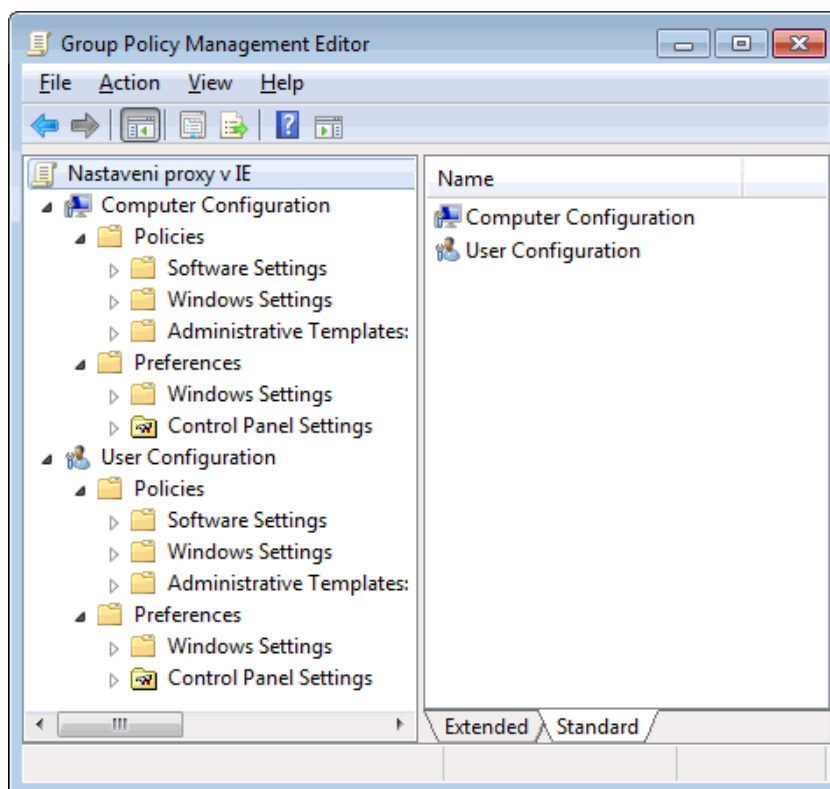 Group Policy Management Editor
File Action View Help
Nastaveni proxy v IE
Computer Configuration
Policies
Software Settings
Windows Settings
Administrative Templates:
Preferences
Windows Settings
Control Panel Settings
User Configuration
Policies
Software Settings
Windows Settings
Administrative Templates:
Preferences
Windows Settings
Control Panel Settings
Name
Computer Configuration
User Configuration
Extended Standard